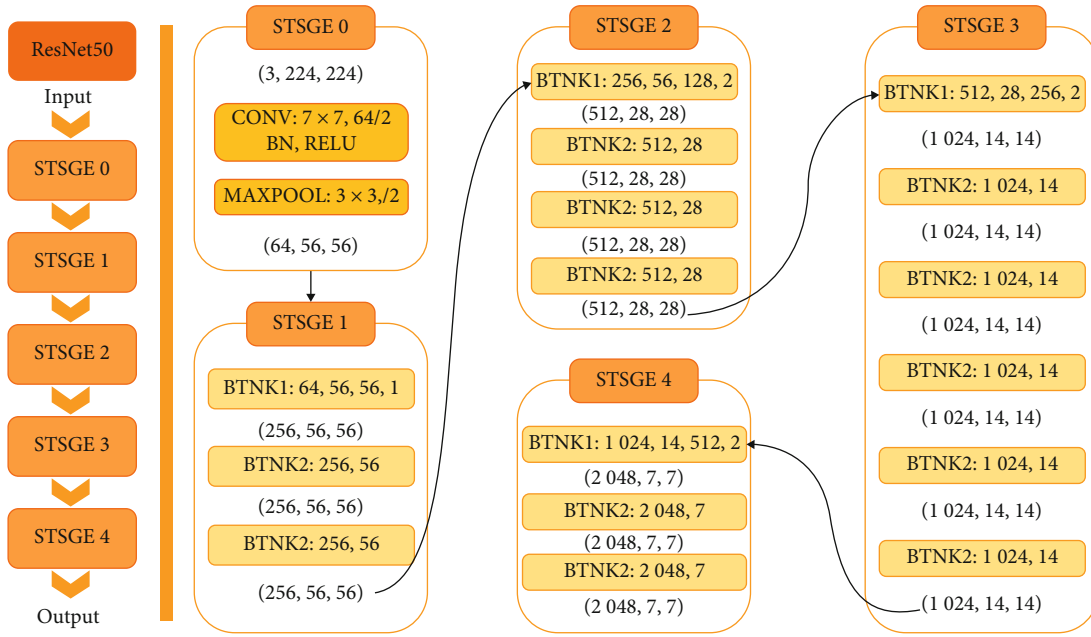 ResNet50
Input
STSGE 0
STSGE 1
STSGE 2
STSGE 3
STSGE 4
Output
STSGE 0
(3, 224, 224)
CONV: 7 × 7, 64/2
BN, RELU
MAXPOOL: 3 × 3,/2
(64, 56, 56)
STSGE 1
BTNK1: 64, 56, 56, 1
(256, 56, 56)
BTNK2: 256, 56
(256, 56, 56)
BTNK2: 256, 56
(256, 56, 56)
STSGE 2
BTNK1: 256, 56, 128, 2
(512, 28, 28)
BTNK2: 512, 28
(512, 28, 28)
BTNK2: 512, 28
(512, 28, 28)
BTNK2: 512, 28
(512, 28, 28)
STSGE 3
BTNK1: 512, 28, 256, 2
(1 024, 14, 14)
BTNK2: 1 024, 14
(1 024, 14, 14)
BTNK2: 1 024, 14
(1 024, 14, 14)
BTNK2: 1 024, 14
(1 024, 14, 14)
BTNK2: 1 024, 14
(1 024, 14, 14)
BTNK2: 1 024, 14
(1 024, 14, 14)
STSGE 4
BTNK1: 1 024, 14, 512, 2
(2 048, 7, 7)
BTNK2: 2 048, 7
(2 048, 7, 7)
BTNK2: 2 048, 7
(2 048, 7, 7)